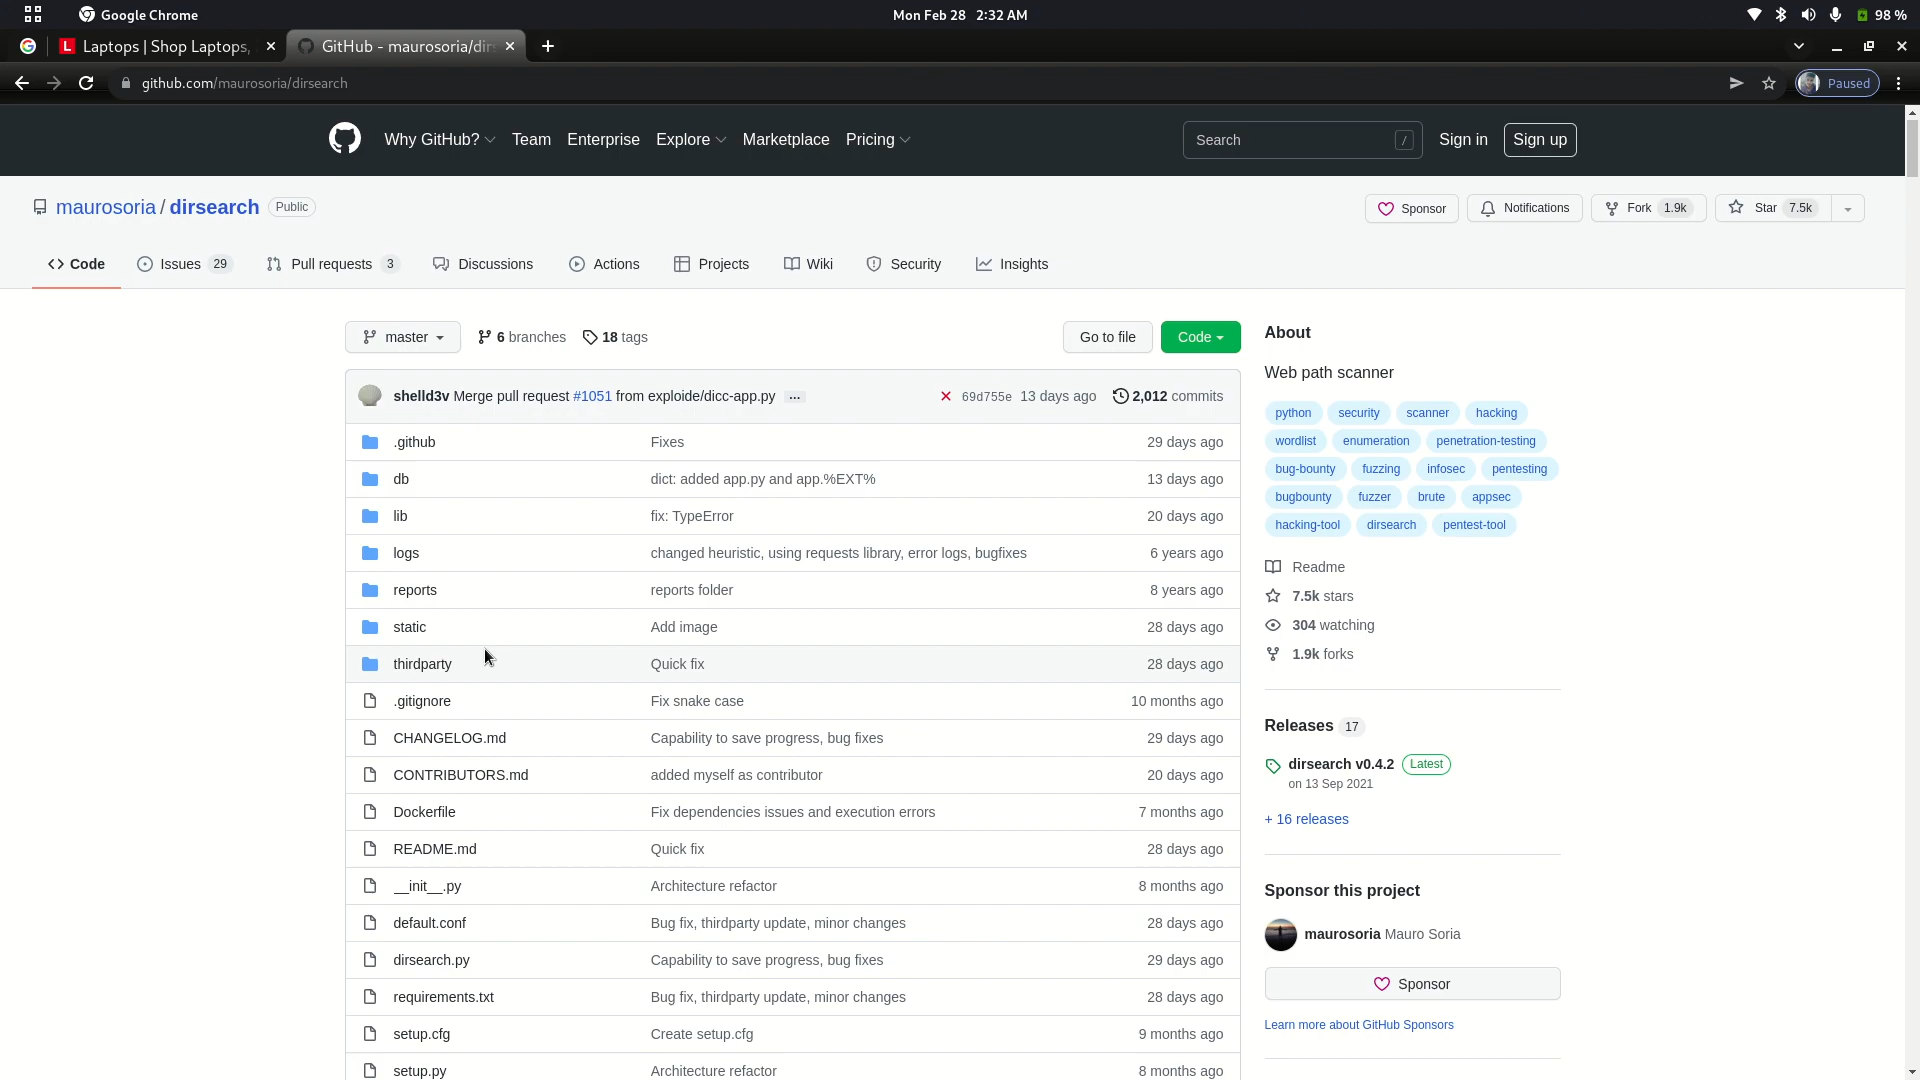 Google Chrome Mon Feb 28 2:32 AM 98 %
Laptops | Shop Laptops, GitHub - maurosoria/dirs
github.com/maurosoria/dirsearch Paused
Why GitHub? Team Enterprise Explore Marketplace Pricing Search / Sign in Sign up
maurosoria / dirsearch Public Sponsor Notifications Fork 1.9k Star 7.5k
Code Issues 29 Pull requests 3 Discussions Actions Projects Wiki Security Insights
master 6 branches 18 tags Go to file Code
shelld3v Merge pull request #1051 from exploide/dicc-app.py ... 69d755e 13 days ago 2,012 commits
.github Fixes 29 days ago
db dict: added app.py and app.%EXT% 13 days ago
lib fix: TypeError 20 days ago
logs changed heuristic, using requests library, error logs, bugfixes 6 years ago
reports reports folder 8 years ago
static Add image 28 days ago
thirdparty Quick fix 28 days ago
.gitignore Fix snake case 10 months ago
CHANGELOG.md Capability to save progress, bug fixes 29 days ago
CONTRIBUTORS.md added myself as contributor 20 days ago
Dockerfile Fix dependencies issues and execution errors 7 months ago
README.md Quick fix 28 days ago
__init__.py Architecture refactor 8 months ago
default.conf Bug fix, thirdparty update, minor changes 28 days ago
dirsearch.py Capability to save progress, bug fixes 29 days ago
requirements.txt Bug fix, thirdparty update, minor changes 28 days ago
setup.cfg Create setup.cfg 9 months ago
setup.py Architecture refactor 8 months ago
About
Web path scanner
python security scanner hacking
wordlist enumeration penetration-testing
bug-bounty fuzzing infosec pentesting
bugbounty fuzzer brute appsec
hacking-tool dirsearch pentest-tool
Readme
7.5k stars
304 watching
1.9k forks
Releases 17
dirsearch v0.4.2 Latest
on 13 Sep 2021
+ 16 releases
Sponsor this project
maurosoria Mauro Soria
Sponsor
Learn more about GitHub Sponsors